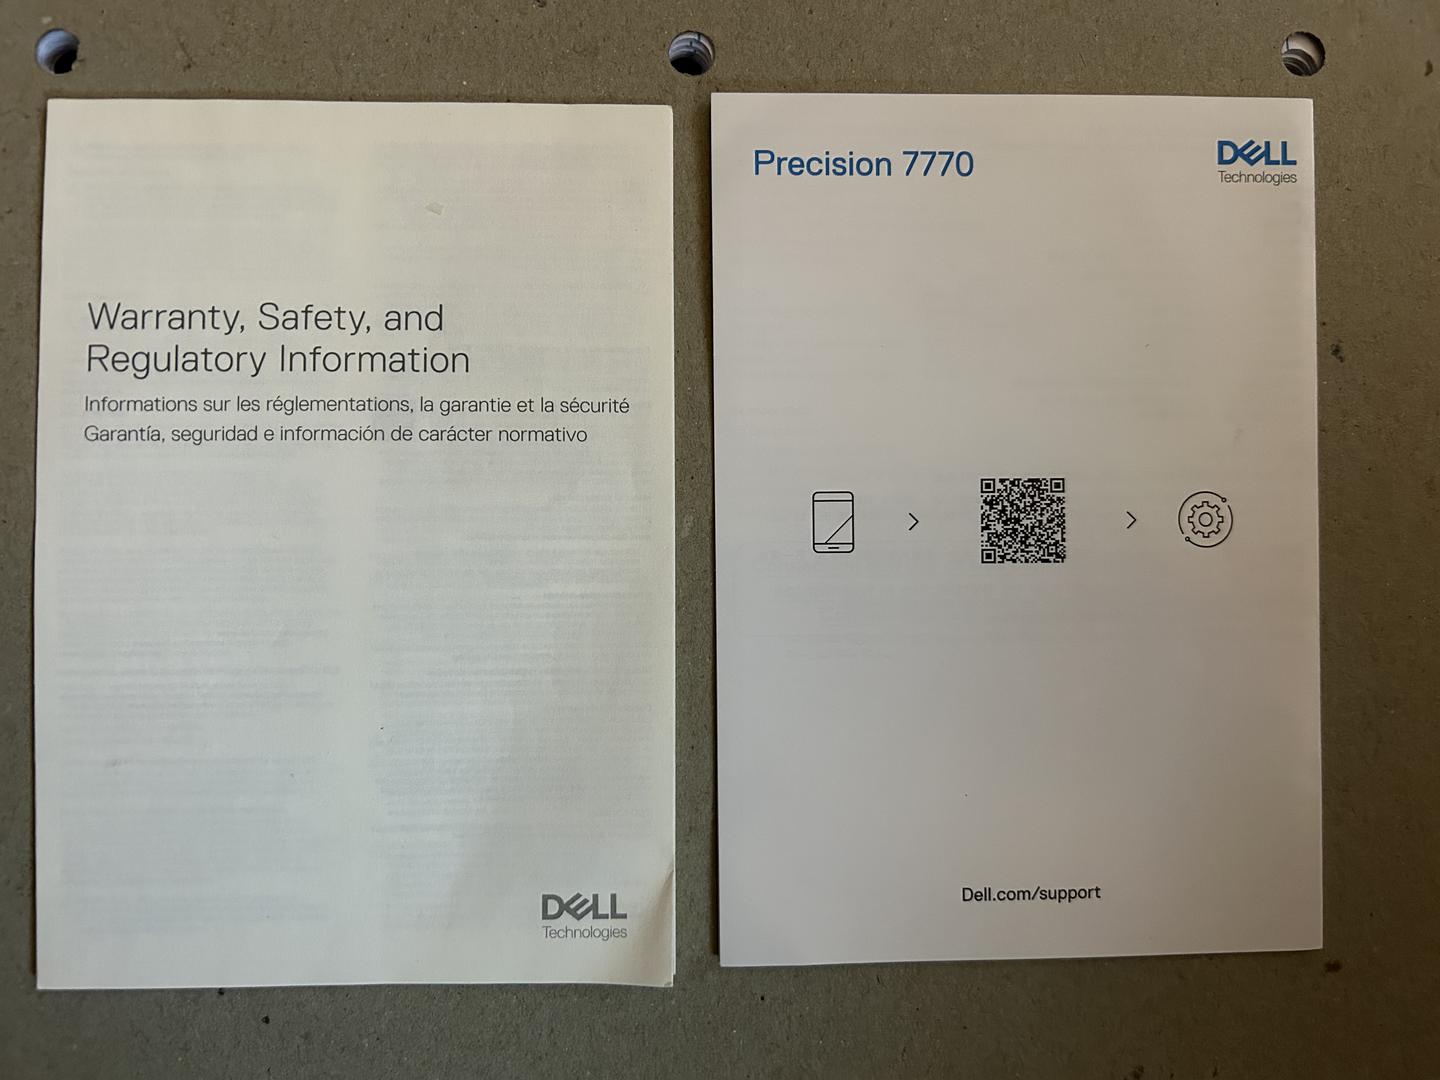 Warranty, Safety, and
Regulatory Information
Informations sur les réglementations, la garantie et la sécurité
Garantía, seguridad e información de carácter normativo
DELL
Technologies
Precision 7770
DELL
Technologies
Dell.com/support